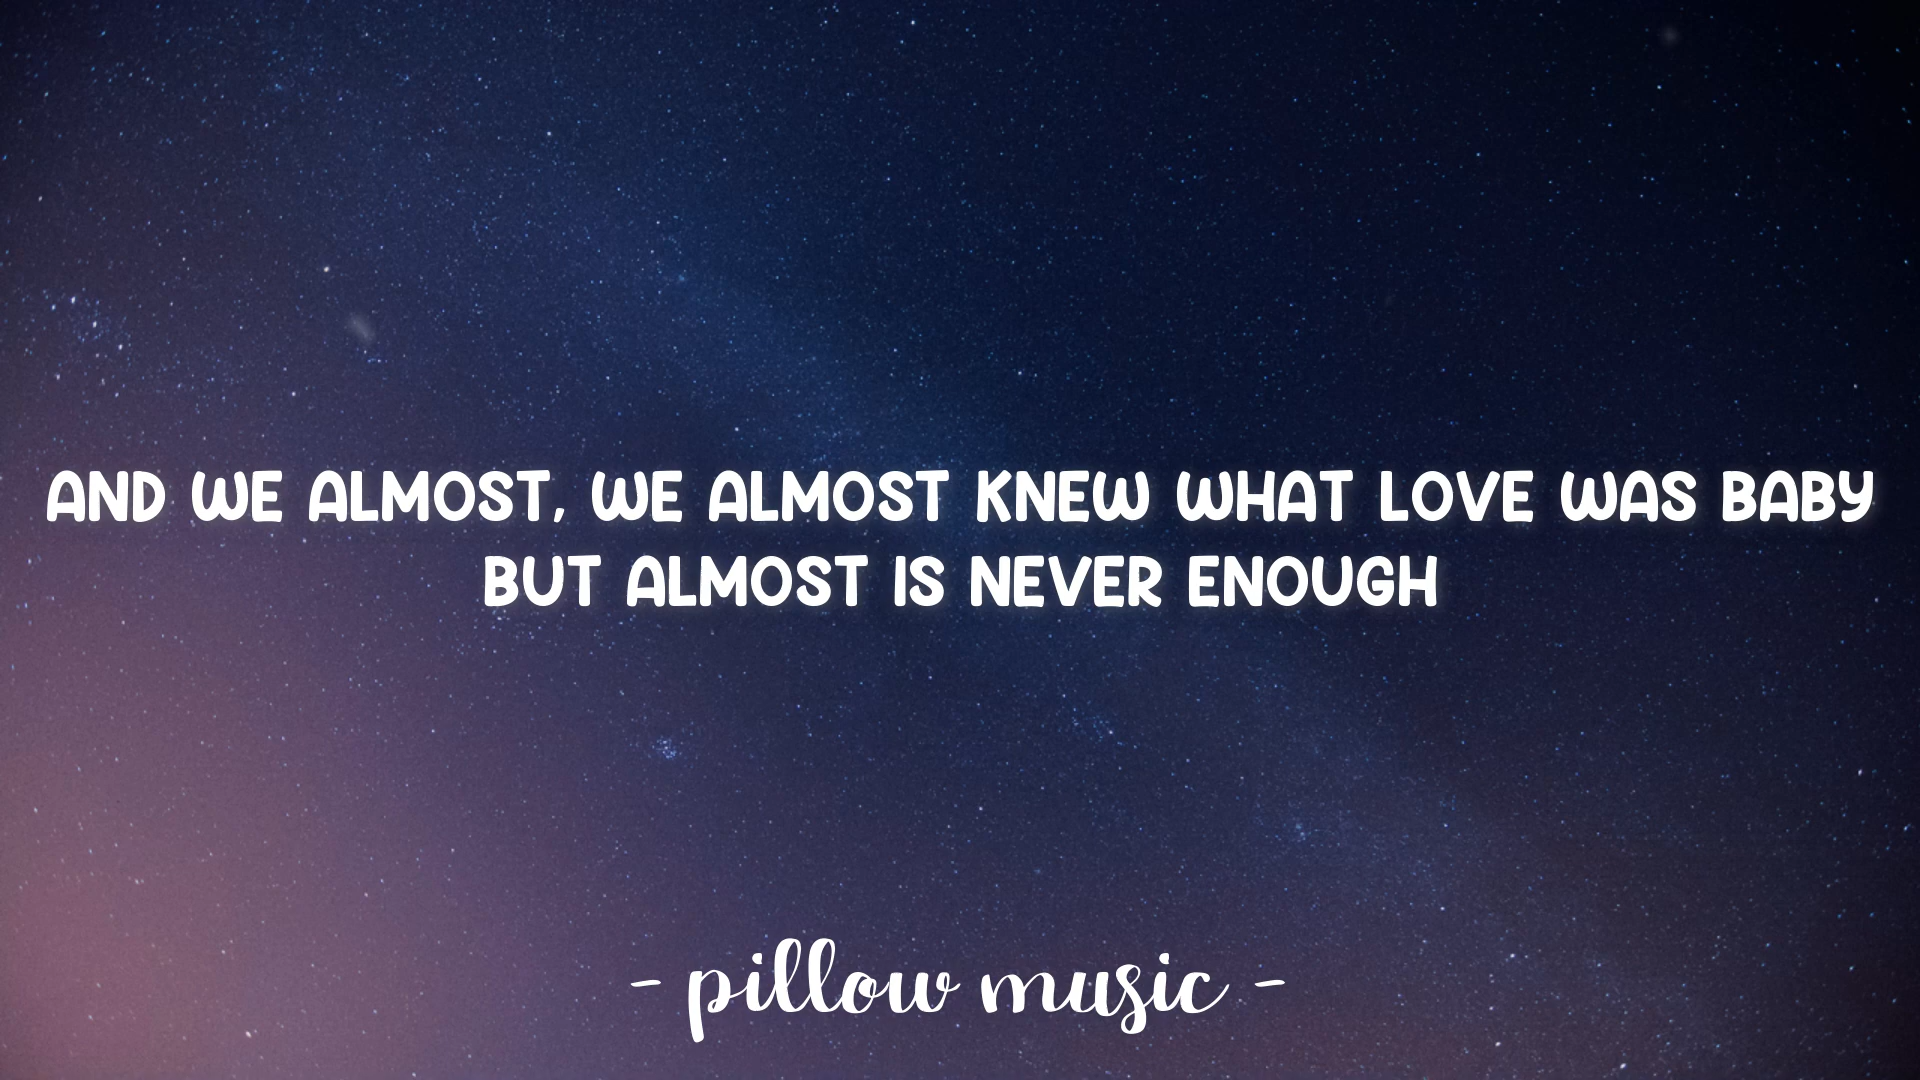 AND WE ALMOST, WE ALMOST KNEW WHAT LOVE WAS BABY
BUT ALMOST IS NEVER ENOUGH
- pillow music -